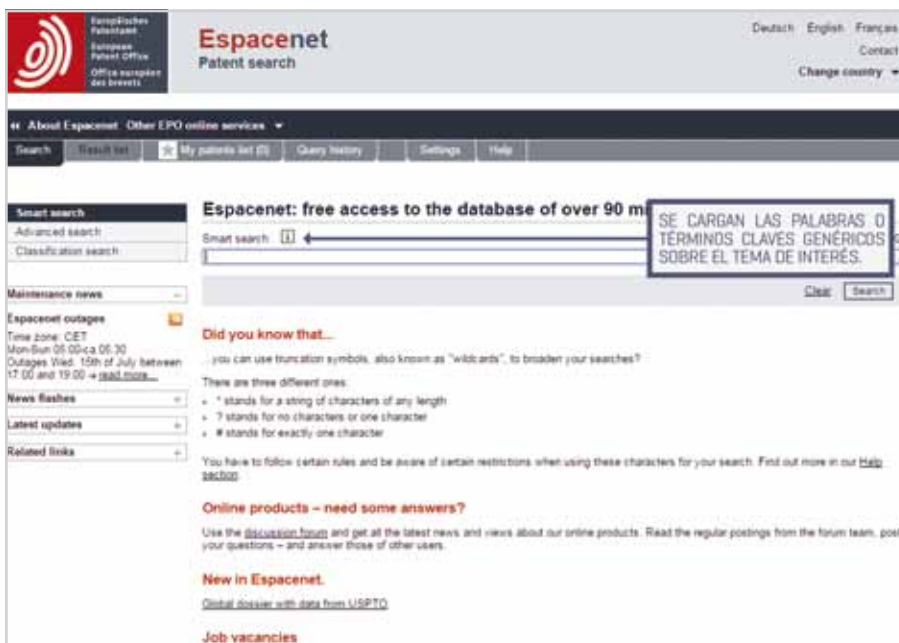 Europäisches
Patentamt
European
Patent Office
Office européen
des brevets
Espacenet
Patent search
Deutsch English Français
Contact
Change country
About Espacenet Other EPO online services
Search Result list My patents list (0) Query history Settings Help
Smart search
Advanced search
Classification search
Maintenance news
Espacenet outages
Time zone: CET
Mon-Sun 05.00-ca.05.30
Outages Wed. 15th of July between
17.00 and 19.00 → read more...
News flashes
Latest updates
Related links
Espacenet: free access to the database of over 90
Smart search:
SE CARGAN LAS PALABRAS O
TÉRMINOS CLAVES GENÉRICOS
SOBRE EL TEMA DE INTERÉS.
Clear Search
Did you know that...
...you can use truncation symbols, also known as "wildcards", to broaden your searches?
There are three different ones:
* stands for a string of characters of any length
? stands for no characters or one character
# stands for exactly one character
You have to follow certain rules and be aware of certain restrictions when using these characters for your search. Find out more in our Help
section.
Online products – need some answers?
Use the discussion forum and get all the latest news and views about our online products. Read the regular postings from the forum team, post
your questions – and answer those of other users.
New in Espacenet.
Global dossier with data from USPTO
Job vacancies